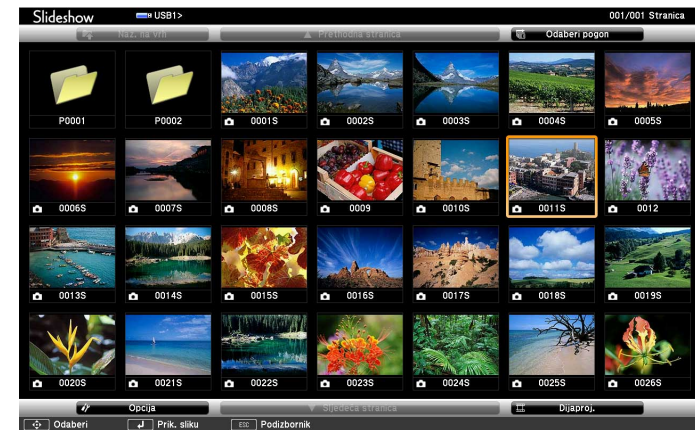 Slideshow USB1> 001/001 Stranica
Naz. na vrh Prethodna stranica Odaberi pogon
P0001 P0002 0001S 0002S 0003S 0004S 0005S
0006S 0007S 0008S 0009 0010S 0011S 0012
0013S 0014S 0015S 0016S 0017S 0018S 0019S
0020S 0021S 0022S 0023S 0024S 0025S 0026S
Opcija Sljedeća stranica Dijaproj.
Odaberi Prik. sliku ESC Podizbornik